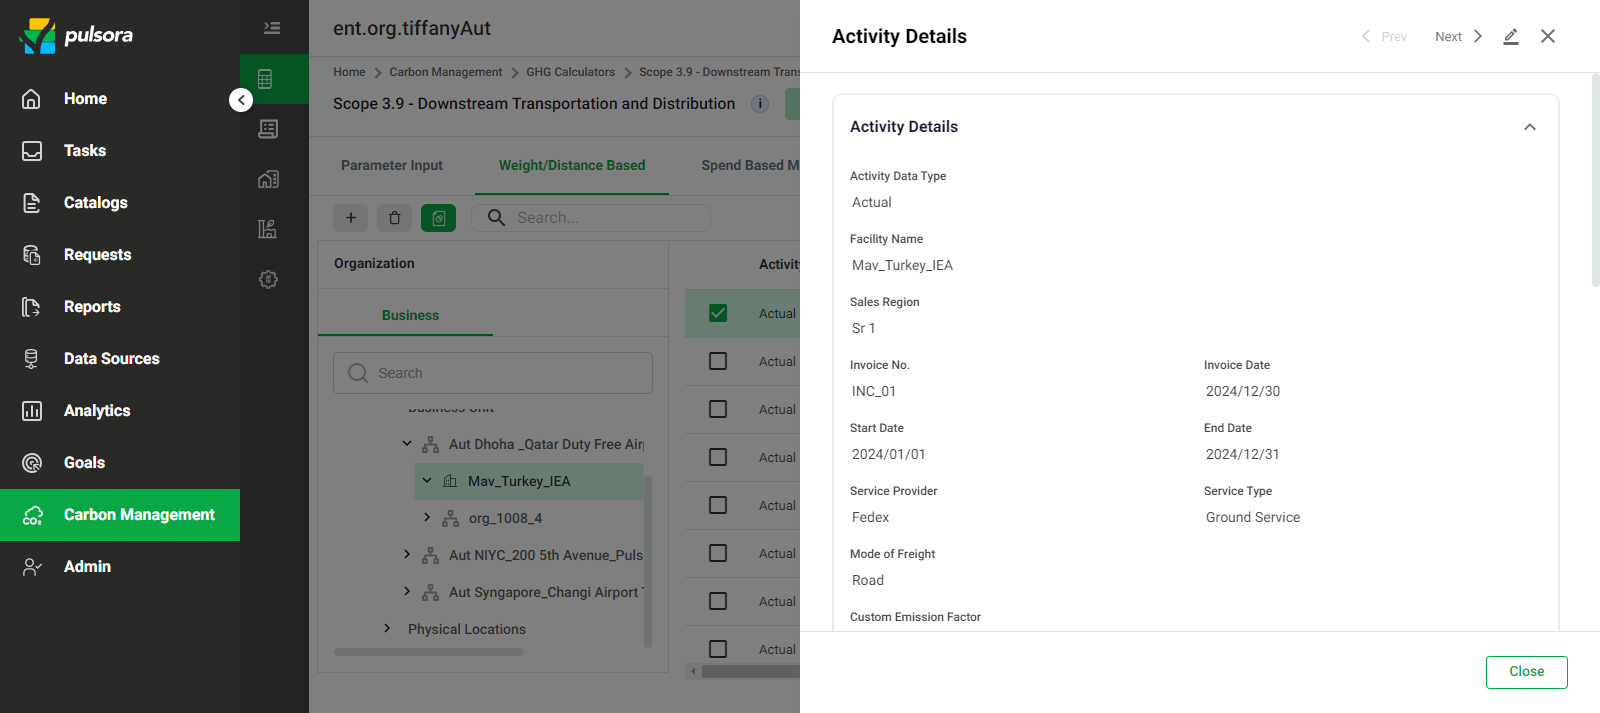 pulsora
Home
Tasks
Catalogs
Requests
Reports
Data Sources
Analytics
Goals
CO₂
Carbon Management
Admin
ent.org.tiffanyAut
Home > Carbon Management > GHG Calculators > Scope 3.9 - Downstream Trans
Scope 3.9 - Downstream Transportation and Distribution
i
Parameter Input
Weight/Distance Based
Spend Based M
Search...
Organization
Business
Search
Business Unit
Aut Dhoha _Qatar Duty Free Air
Mav_Turkey_IEA
org_1008_4
Aut NIYC_200 5th Avenue_Puls
Aut Syngapore_Changi Airport T
Physical Locations
Activity
Actual
Actual
Actual
Actual
Actual
Actual
Actual
Actual
Activity Details
Prev
Next
Activity Details
Activity Data Type
Actual
Facility Name
Mav_Turkey_IEA
Sales Region
Sr 1
Invoice No.
INC_01
Invoice Date
2024/12/30
Start Date
2024/01/01
End Date
2024/12/31
Service Provider
Fedex
Service Type
Ground Service
Mode of Freight
Road
Custom Emission Factor
Close